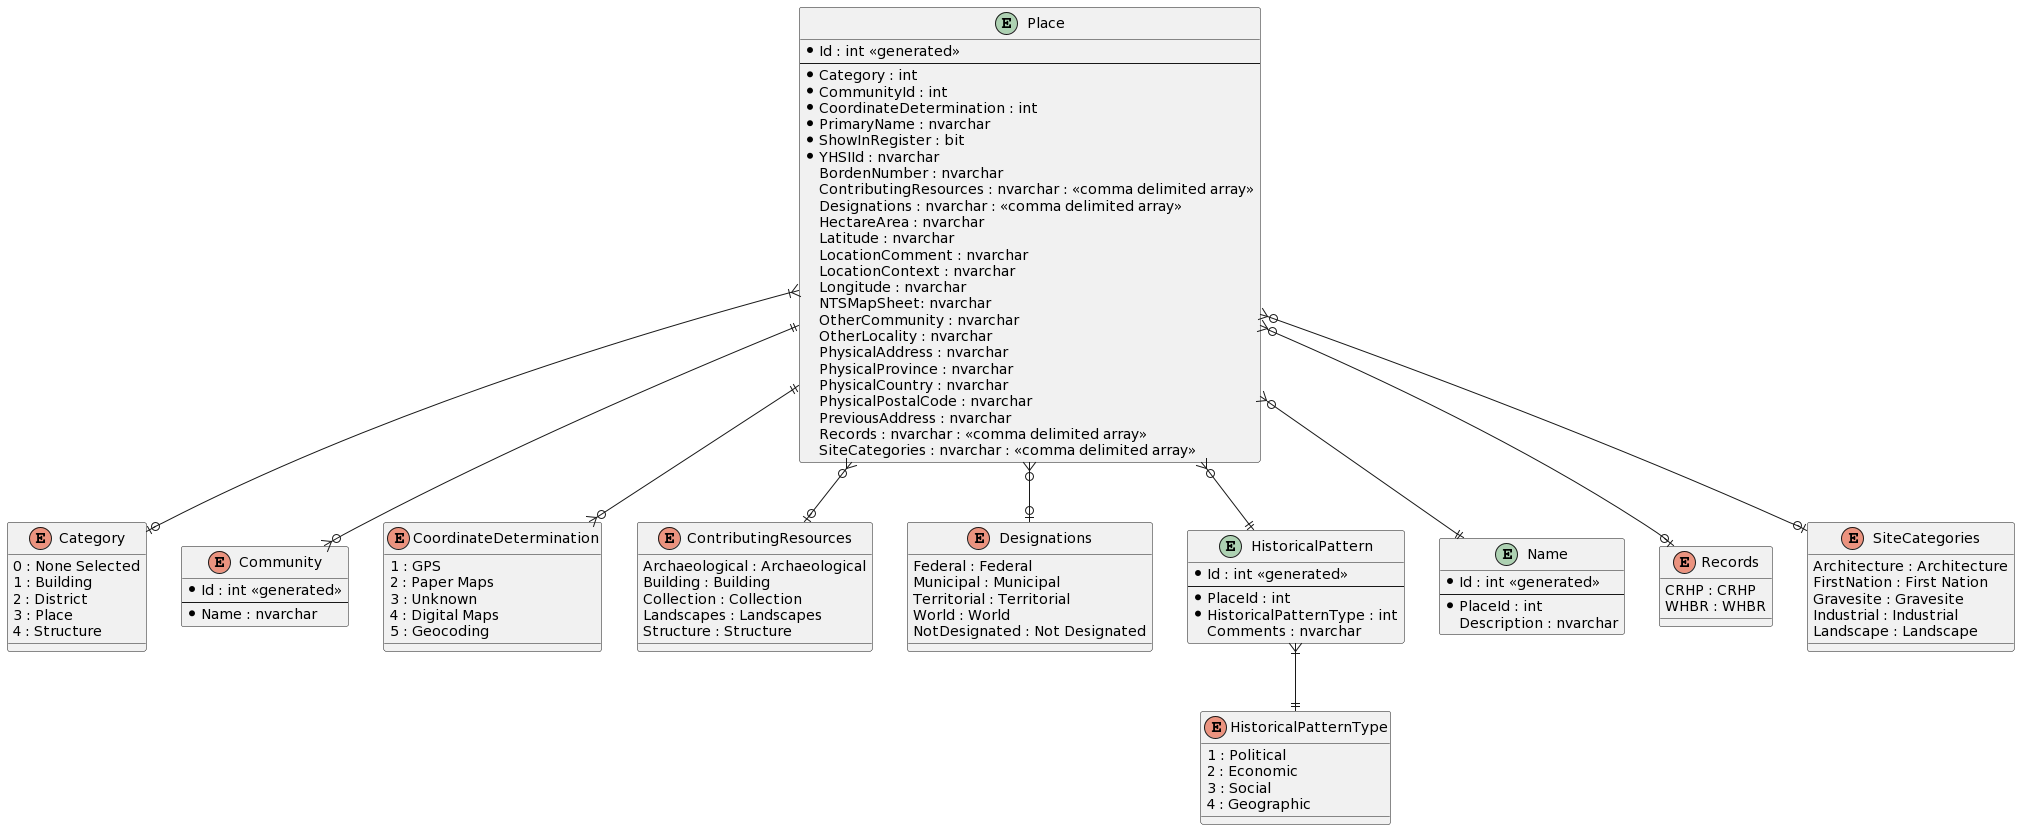 E Place
Id : int «generated»
Category : int
CommunityId : int
CoordinateDetermination : int
PrimaryName : nvarchar
ShowInRegister : bit
YHSIId : nvarchar
BordenNumber : nvarchar
ContributingResources : nvarchar : «comma delimited array»
Designations : nvarchar : «comma delimited array»
HectareArea : nvarchar
Latitude : nvarchar
LocationComment : nvarchar
LocationContext : nvarchar
Longitude : nvarchar
NTSMapSheet: nvarchar
OtherCommunity : nvarchar
OtherLocality : nvarchar
PhysicalAddress : nvarchar
PhysicalProvince : nvarchar
PhysicalCountry : nvarchar
PhysicalPostalCode : nvarchar
PreviousAddress : nvarchar
Records : nvarchar : «comma delimited array»
SiteCategories : nvarchar : «comma delimited array»
E Category
0 : None Selected
1 : Building
2 : District
3 : Place
4 : Structure
E Community
Id : int «generated»
Name : nvarchar
E CoordinateDetermination
1 : GPS
2 : Paper Maps
3 : Unknown
4 : Digital Maps
5 : Geocoding
E ContributingResources
Archaeological : Archaeological
Building : Building
Collection : Collection
Landscapes : Landscapes
Structure : Structure
E Designations
Federal : Federal
Municipal : Municipal
Territorial : Territorial
World : World
NotDesignated : Not Designated
E HistoricalPattern
Id : int «generated»
PlaceId : int
HistoricalPatternType : int
Comments : nvarchar
E Name
Id : int «generated»
PlaceId : int
Description : nvarchar
E Records
CRHP : CRHP
WHBR : WHBR
E SiteCategories
Architecture : Architecture
FirstNation : First Nation
Gravesite : Gravesite
Industrial : Industrial
Landscape : Landscape
E HistoricalPatternType
1 : Political
2 : Economic
3 : Social
4 : Geographic